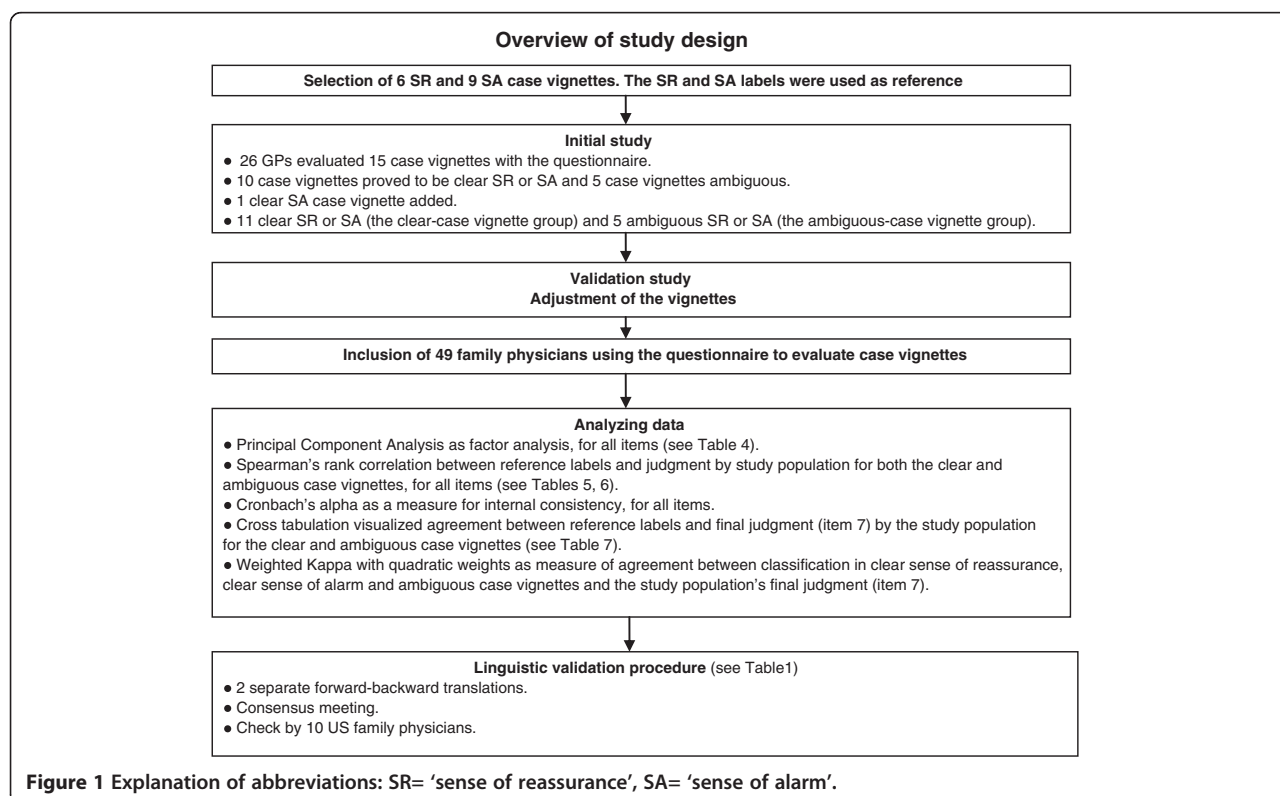 Overview of study design
Selection of 6 SR and 9 SA case vignettes. The SR and SA labels were used as reference
Initial study
● 26 GPs evaluated 15 case vignettes with the questionnaire.
● 10 case vignettes proved to be clear SR or SA and 5 case vignettes ambiguous.
● 1 clear SA case vignette added.
● 11 clear SR or SA (the clear-case vignette group) and 5 ambiguous SR or SA (the ambiguous-case vignette group).
Validation study
Adjustment of the vignettes
Inclusion of 49 family physicians using the questionnaire to evaluate case vignettes
Analyzing data
● Principal Component Analysis as factor analysis, for all items (see Table 4).
● Spearman's rank correlation between reference labels and judgment by study population for both the clear and
ambiguous case vignettes, for all items (see Tables 5, 6).
● Cronbach's alpha as a measure for internal consistency, for all items.
● Cross tabulation visualized agreement between reference labels and final judgment (item 7) by the study population
for the clear and ambiguous case vignettes (see Table 7).
● Weighted Kappa with quadratic weights as measure of agreement between classification in clear sense of reassurance,
clear sense of alarm and ambiguous case vignettes and the study population's final judgment (item 7).
Linguistic validation procedure (see Table1)
● 2 separate forward-backward translations.
● Consensus meeting.
● Check by 10 US family physicians.
Figure 1 Explanation of abbreviations: SR= 'sense of reassurance', SA= 'sense of alarm'.